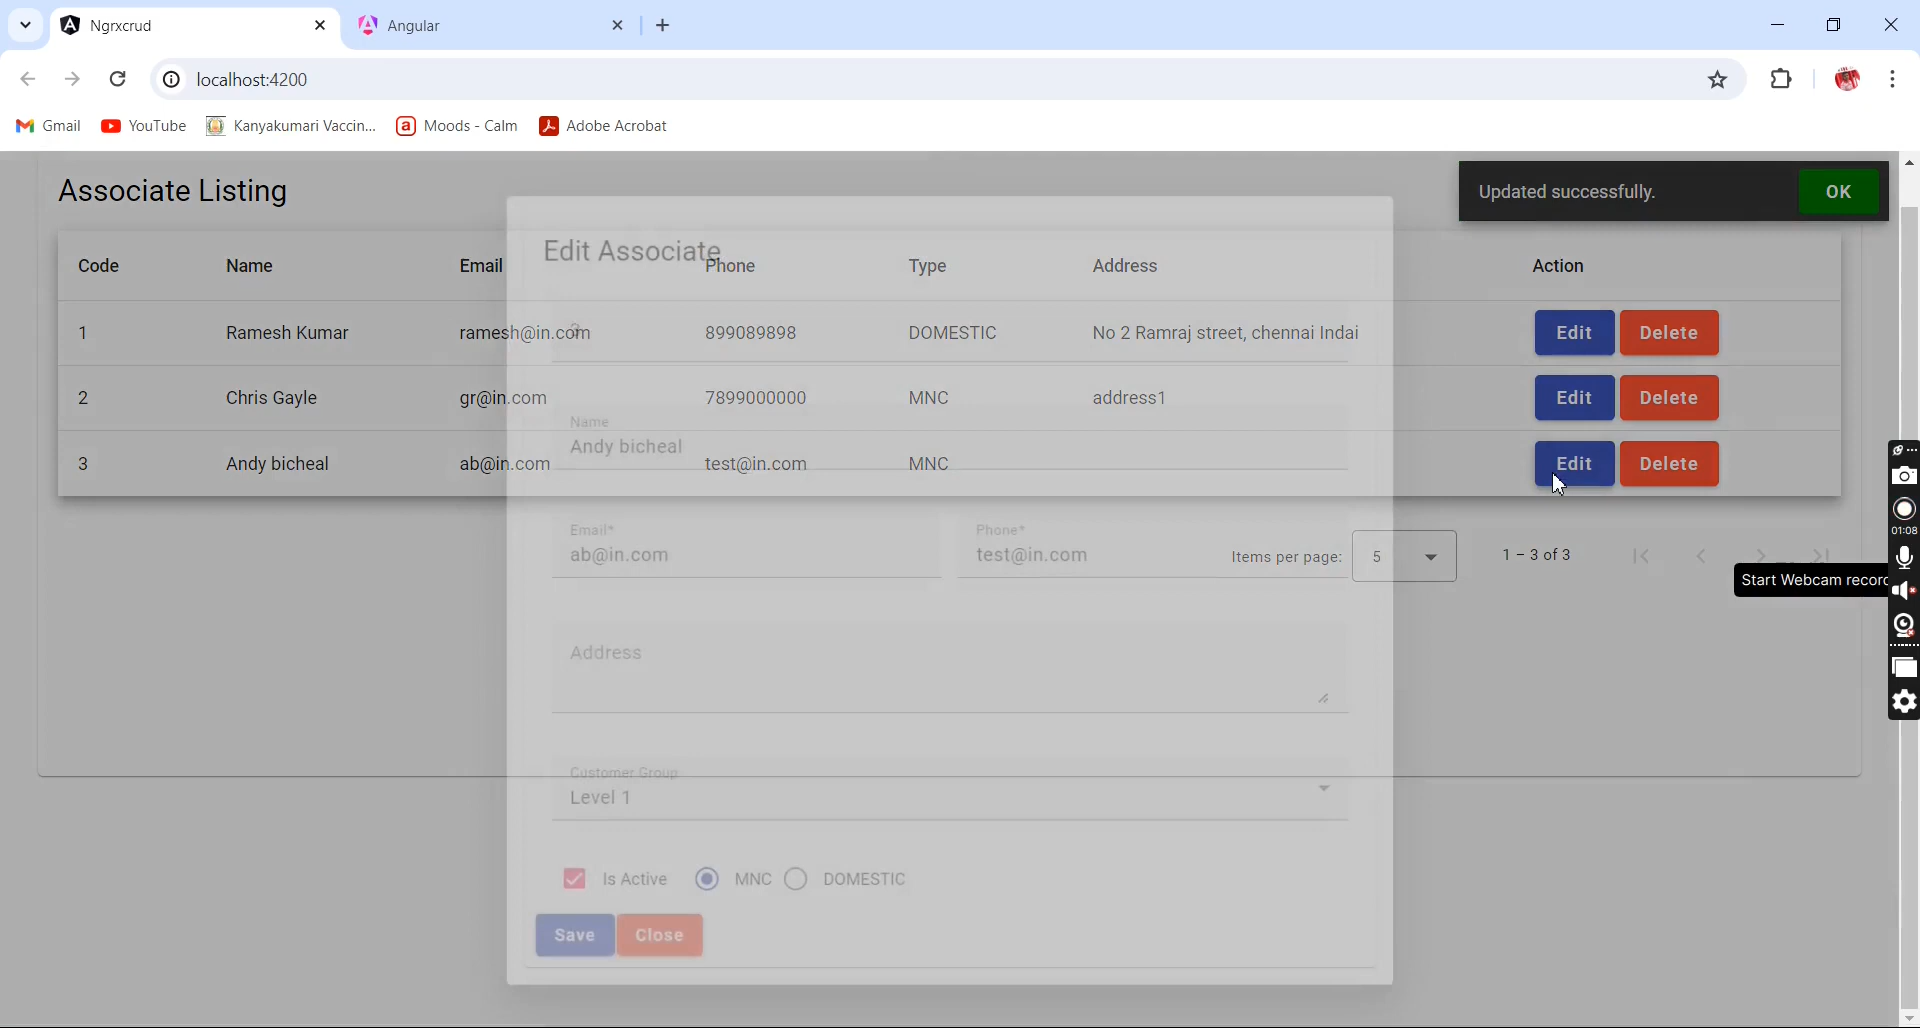 Ngrxcrud
Angular
localhost:4200
Gmail
YouTube
Kanyakumari Vaccin...
Moods - Calm
Adobe Acrobat
Associate Listing
Updated successfully.
OK
Edit Associate
Code Name Email Phone Type Address Action
1 Ramesh Kumar ramesh@in.com 899089898 DOMESTIC No 2 Ramraj street, chennai Indai Edit Delete
3
2 Chris Gayle gr@in.com 7899000000 MNC address1 Edit Delete
Name
Andy bicheal
3 Andy bicheal ab@in.com test@in.com MNC Edit Delete
Email*
ab@in.com
Phone*
test@in.com
Items per page: 5 1 – 3 of 3
01:08
Start Webcam record
Address
Customer Group
Level 1
Is Active MNC DOMESTIC
Save Close